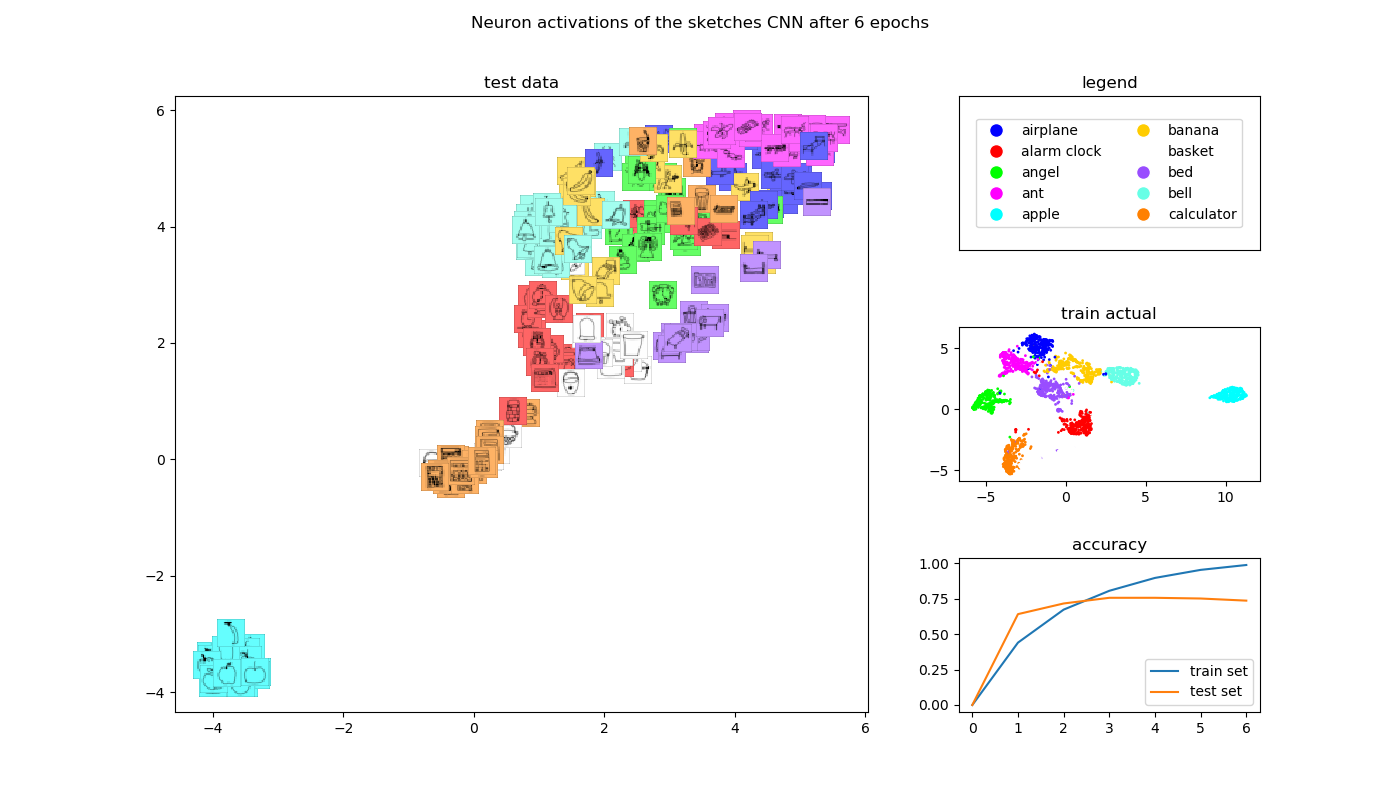 Neuron activations of the sketches CNN after 6 epochs
test data
6
4
2
0
−2
−4
−4
−2
0
2
4
6
legend
airplane
alarm clock
angel
ant
apple
banana
basket
bed
bell
calculator
train actual
5
0
−5
−5
0
5
10
accuracy
1.00
0.75
0.50
0.25
0.00
train set
test set
0
1
2
3
4
5
6